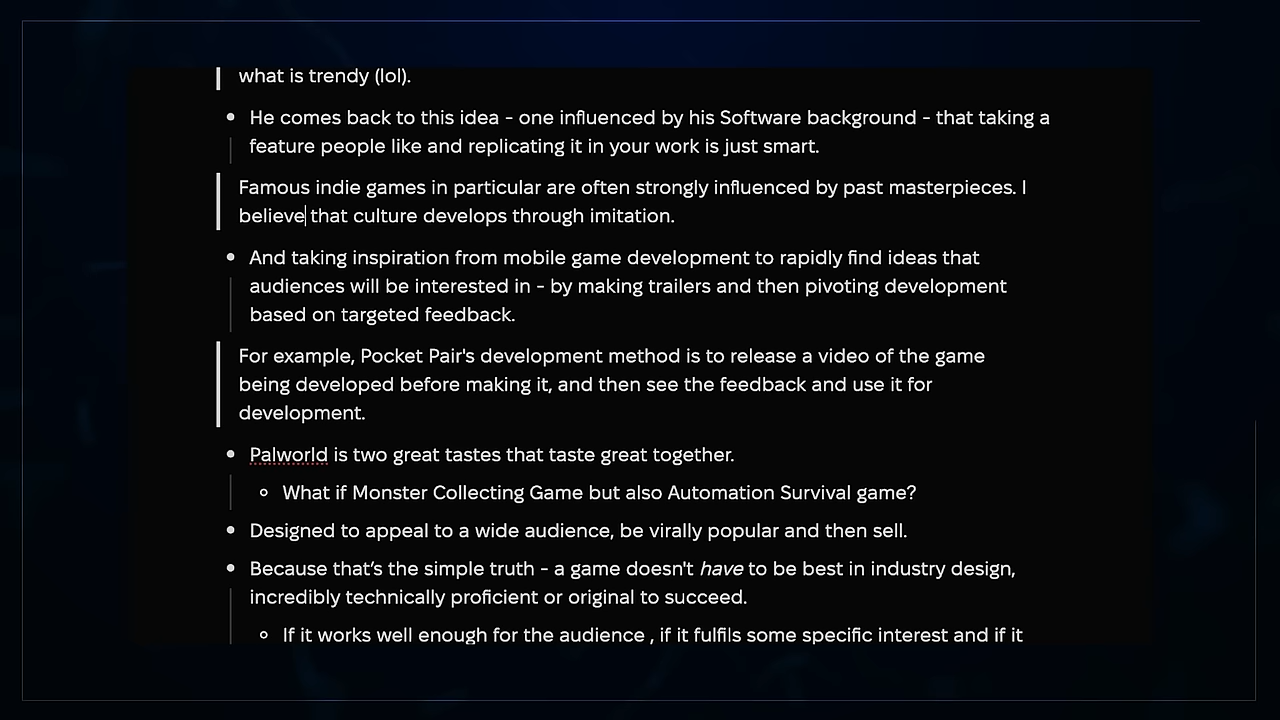 what is trendy (lol).
He comes back to this idea - one influenced by his Software background - that taking a
feature people like and replicating it in your work is just smart.
Famous indie games in particular are often strongly influenced by past masterpieces. I
believe that culture develops through imitation.
And taking inspiration from mobile game development to rapidly find ideas that
audiences will be interested in - by making trailers and then pivoting development
based on targeted feedback.
For example, Pocket Pair's development method is to release a video of the game
being developed before making it, and then see the feedback and use it for
development.
Palworld is two great tastes that taste great together.
What if Monster Collecting Game but also Automation Survival game?
Designed to appeal to a wide audience, be virally popular and then sell.
Because that’s the simple truth - a game doesn't have to be best in industry design,
incredibly technically proficient or original to succeed.
If it works well enough for the audience , if it fulfils some specific interest and if it